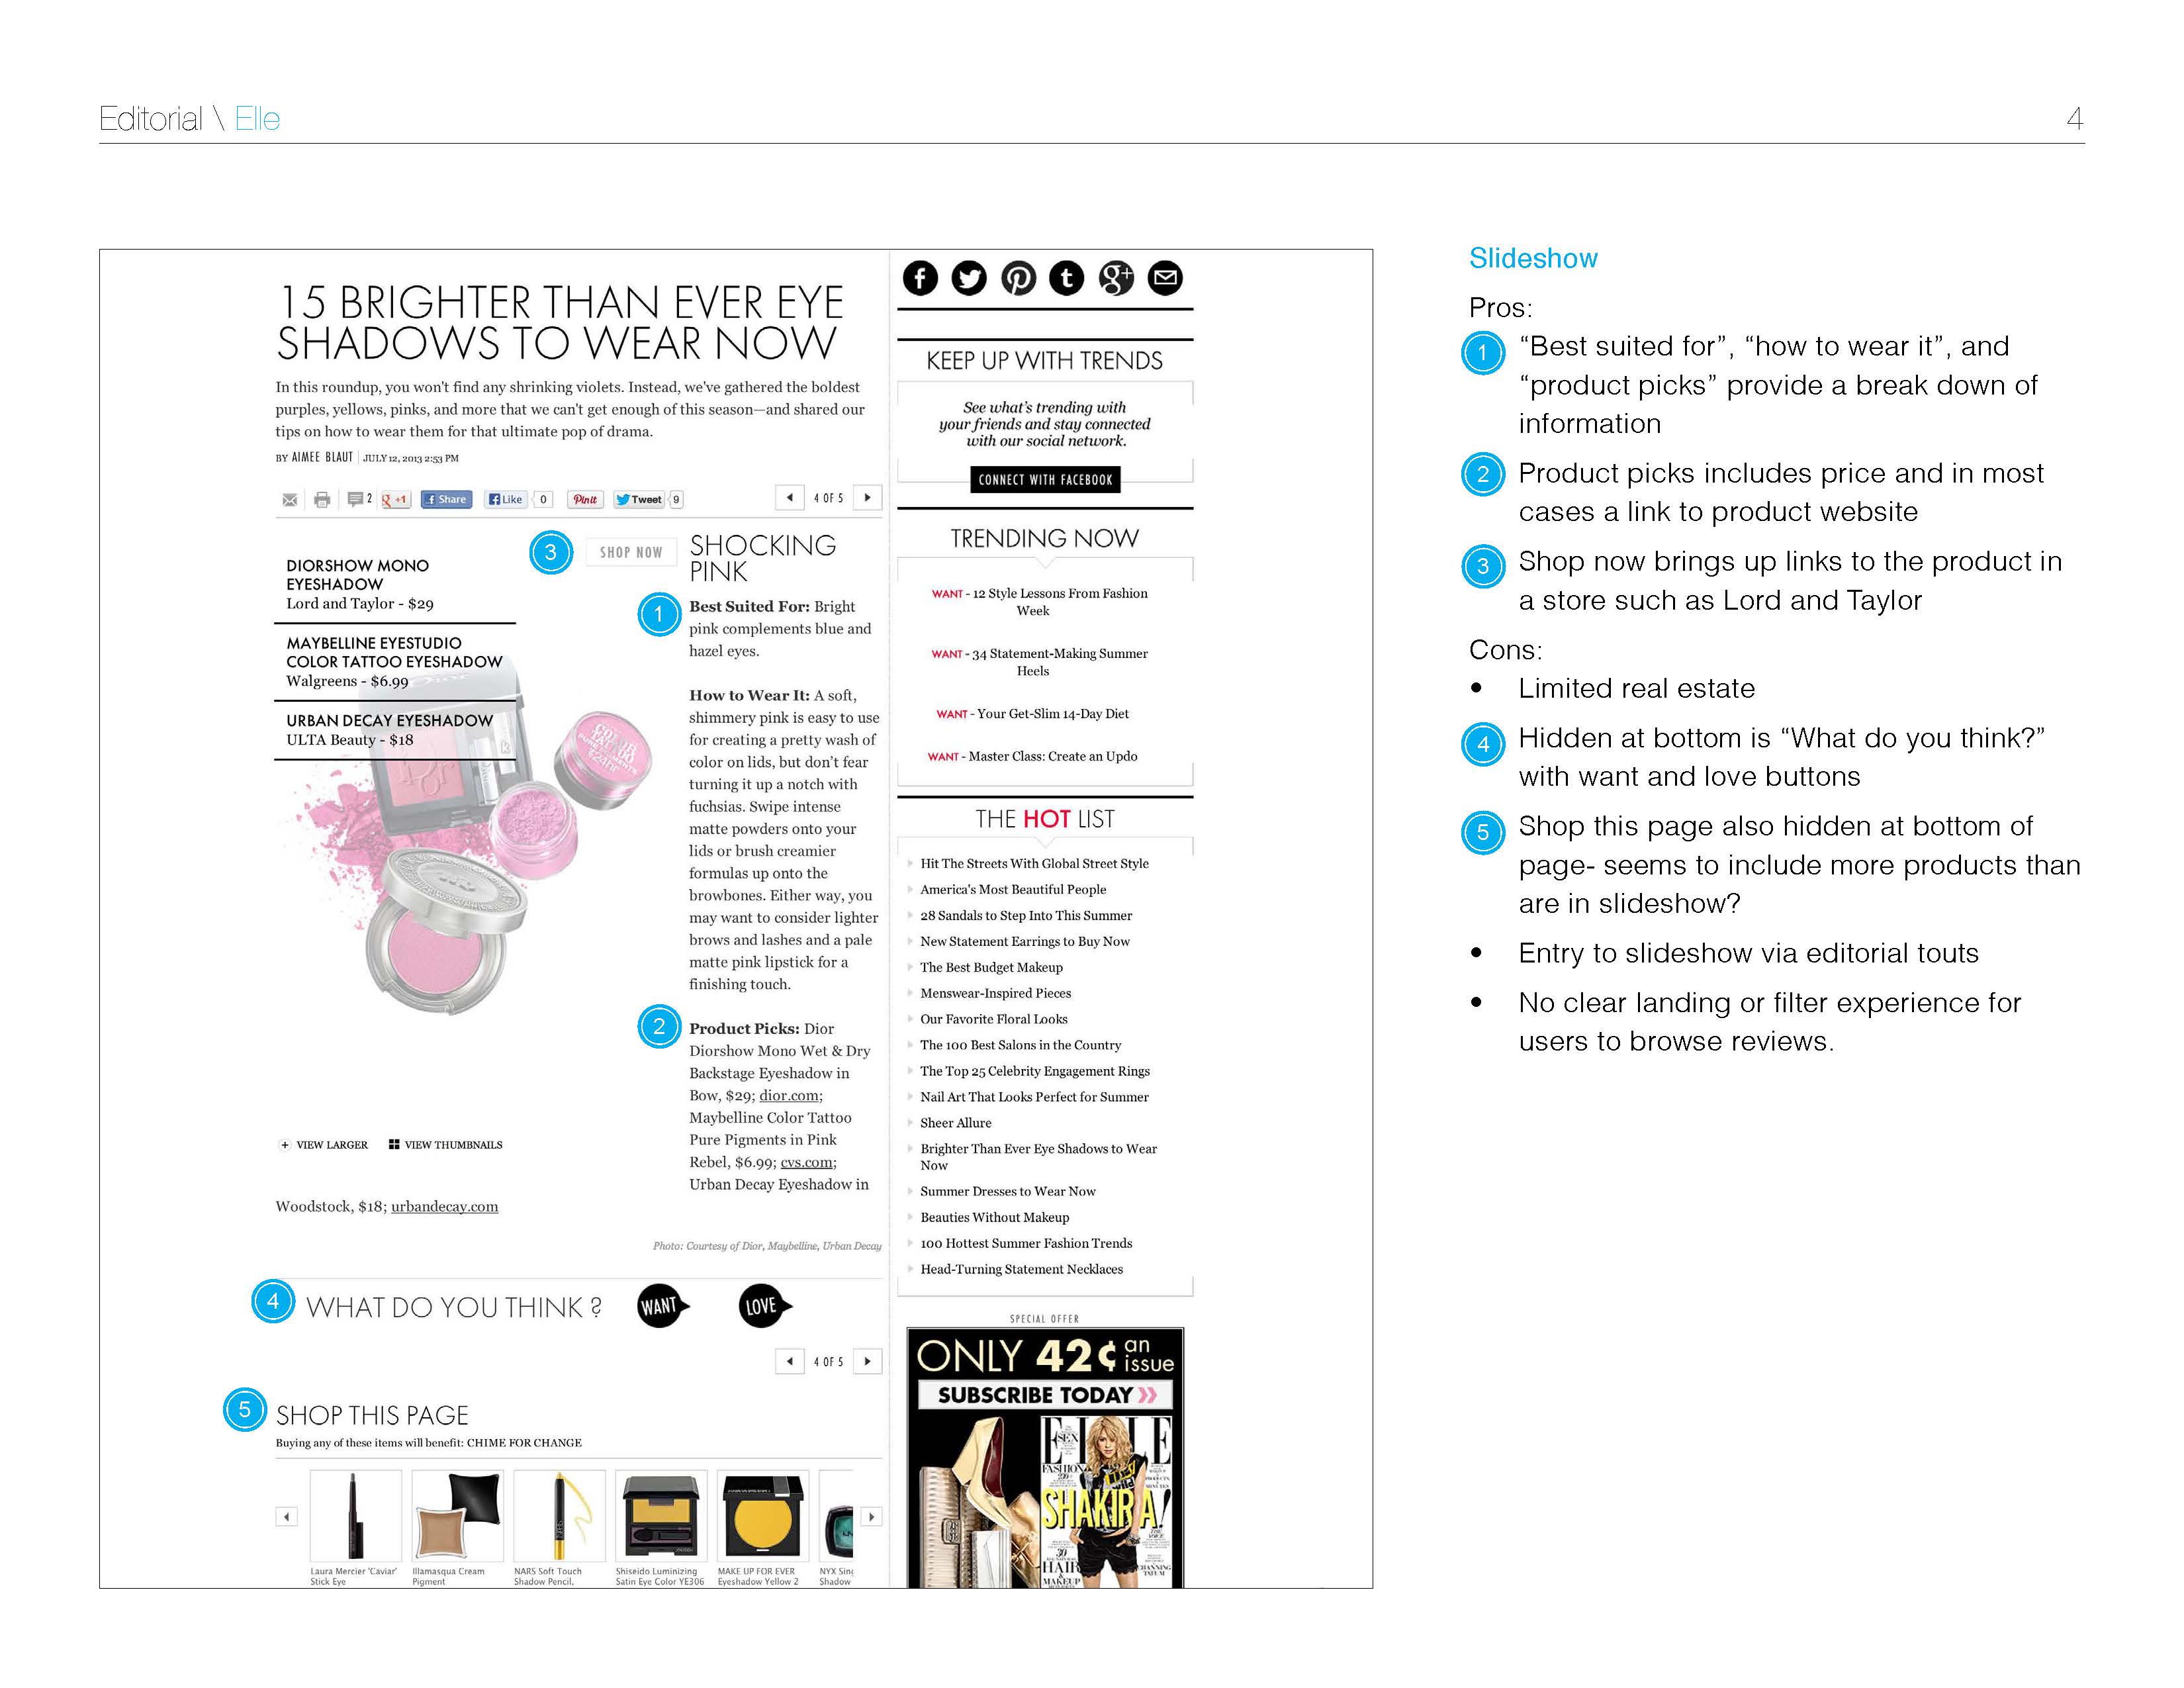 Editorial \ Elle
4
15 BRIGHTER THAN EVER EYE
SHADOWS TO WEAR NOW
In this roundup, you won't find any shrinking violets. Instead, we've gathered the boldest
purples, yellows, pinks, and more that we can't get enough of this season—and shared our
tips on how to wear them for that ultimate pop of drama.
BY AIMEE BLAUT | JULY 12, 2013 2:53 PM
2
+1
Share
Like
0
Pin it
Tweet
9
4 OF 5
DIORSHOW MONO
EYESHADOW
Lord and Taylor - $29
MAYBELLINE EYESTUDIO
COLOR TATTOO EYESHADOW
Walgreens - $6.99
URBAN DECAY EYESHADOW
ULTA Beauty - $18
3
SHOP NOW
SHOCKING
PINK
1
Best Suited For: Bright
pink complements blue and
hazel eyes.
How to Wear It: A soft,
shimmery pink is easy to use
for creating a pretty wash of
color on lids, but don't fear
turning it up a notch with
fuchsias. Swipe intense
matte powders onto your
lids or brush creamier
formulas up onto the
browbones. Either way, you
may want to consider lighter
brows and lashes and a pale
matte pink lipstick for a
finishing touch.
2
Product Picks: Dior
Diorshow Mono Wet & Dry
Backstage Eyeshadow in
Bow, $29; dior.com;
Maybelline Color Tattoo
Pure Pigments in Pink
Rebel, $6.99; cvs.com;
Urban Decay Eyeshadow in
Woodstock, $18; urbandecay.com
VIEW LARGER
VIEW THUMBNAILS
Photo: Courtesy of Dior, Maybelline, Urban Decay
4
WHAT DO YOU THINK ?
WANT
LOVE
4 OF 5
5
SHOP THIS PAGE
Buying any of these items will benefit: CHIME FOR CHANGE
Laura Mercier 'Caviar'
Stick Eye
Illamasqua Cream
Pigment
NARS Soft Touch
Shadow Pencil,
Shiseido Luminizing
Satin Eye Color YE306
MAKE UP FOR EVER
Eyeshadow Yellow 2
NYX Sing
Shadow
KEEP UP WITH TRENDS
See what's trending with
your friends and stay connected
with our social network.
CONNECT WITH FACEBOOK
TRENDING NOW
WANT - 12 Style Lessons From Fashion
Week
WANT - 34 Statement-Making Summer
Heels
WANT - Your Get-Slim 14-Day Diet
WANT - Master Class: Create an Updo
THE HOT LIST
Hit The Streets With Global Street Style
America's Most Beautiful People
28 Sandals to Step Into This Summer
New Statement Earrings to Buy Now
The Best Budget Makeup
Menswear-Inspired Pieces
Our Favorite Floral Looks
The 100 Best Salons in the Country
The Top 25 Celebrity Engagement Rings
Nail Art That Looks Perfect for Summer
Sheer Allure
Brighter Than Ever Eye Shadows to Wear
Now
Summer Dresses to Wear Now
Beauties Without Makeup
100 Hottest Summer Fashion Trends
Head-Turning Statement Necklaces
SPECIAL OFFER
ONLY 42¢ an issue
SUBSCRIBE TODAY
ELLE
SEX
FASHION
SHAKIRA!
30
HAIR
& MAKEUP
CHANNING
TATUM
Slideshow
Pros:
1 “Best suited for”, “how to wear it”, and
“product picks” provide a break down of
information
2 Product picks includes price and in most
cases a link to product website
3 Shop now brings up links to the product in
a store such as Lord and Taylor
Cons:
• Limited real estate
4 Hidden at bottom is “What do you think?”
with want and love buttons
5 Shop this page also hidden at bottom of
page- seems to include more products than
are in slideshow?
• Entry to slideshow via editorial touts
• No clear landing or filter experience for
users to browse reviews.